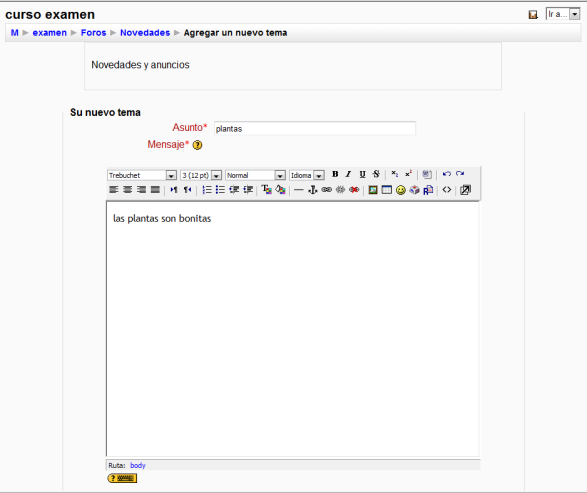 curso examen
Ir a...
M ► examen ► Foros ► Novedades ► Agregar un nuevo tema
Novedades y anuncios
Su nuevo tema
Asunto* plantas
Mensaje* ?
Trebuchet 3 (12 pt) Normal Idioma B I U S
las plantas son bonitas
Ruta: body
?